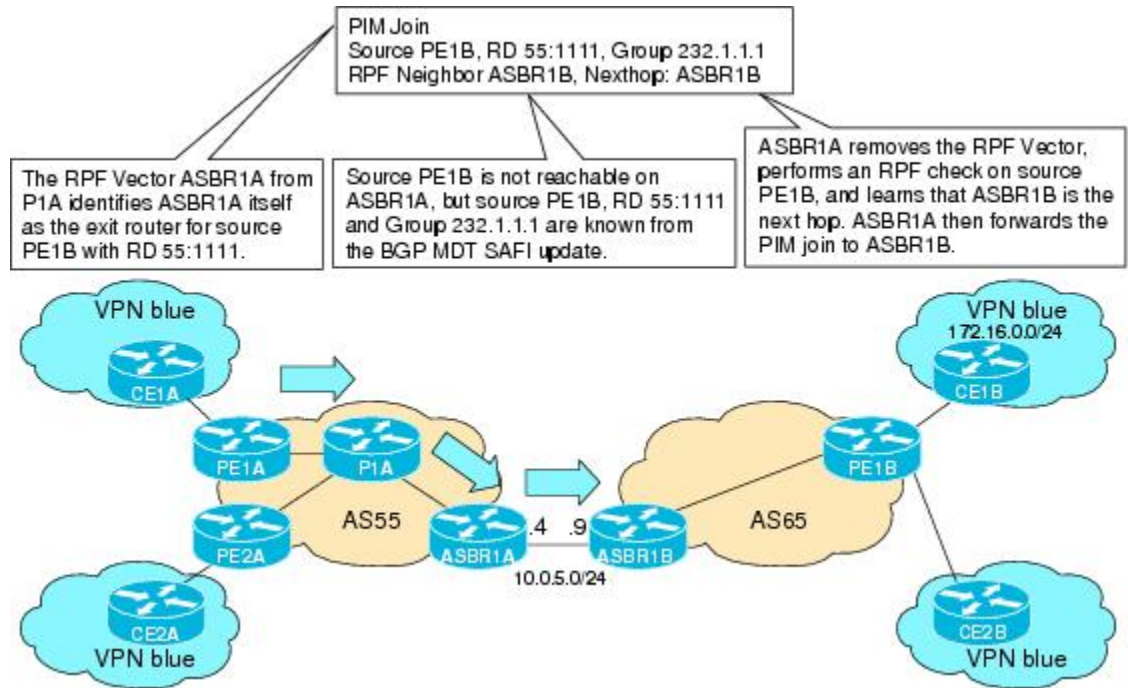 PIM Join
Source PE1B, RD 55:1111, Group 232.1.1.1
RPF Neighbor ASBR1B, Nexthop: ASBR1B
The RPF Vector ASBR1A from
P1A identifies ASBR1A itself
as the exit router for source
PE1B with RD 55:1111.
Source PE1B is not reachable on
ASBR1A, but source PE1B, RD 55:1111
and Group 232.1.1.1 are known from
the BGP MDT SAFI update.
ASBR1A removes the RPF Vector,
performs an RPF check on source
PE1B, and learns that ASBR1B is the
next hop. ASBR1A then forwards the
PIM join to ASBR1B.
VPN blue
CE1A
VPN blue
172.16.0.0/24
CE1B
PE1A
P1A
PE1B
AS55
AS65
PE2A
ASBR1A
.4
.9
ASBR1B
10.0.5.0/24
CE2A
VPN blue
CE2B
VPN blue